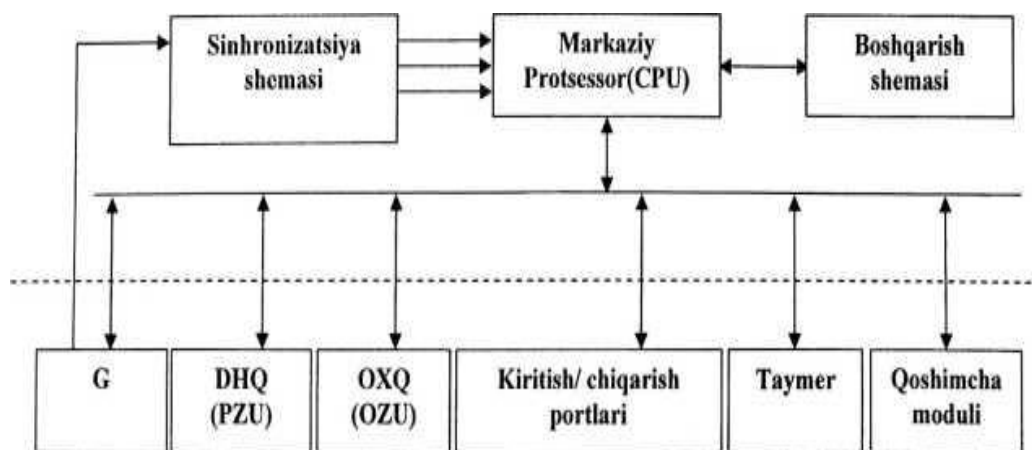 Sinhronizatsiya
shemasi
Markaziy
Protsessor(CPU)
Boshqarish
shemasi
G
DHQ
(PZU)
OXQ
(OZU)
Kiritish/ chiqarish
portlari
Taymer
Qoshimcha
moduli